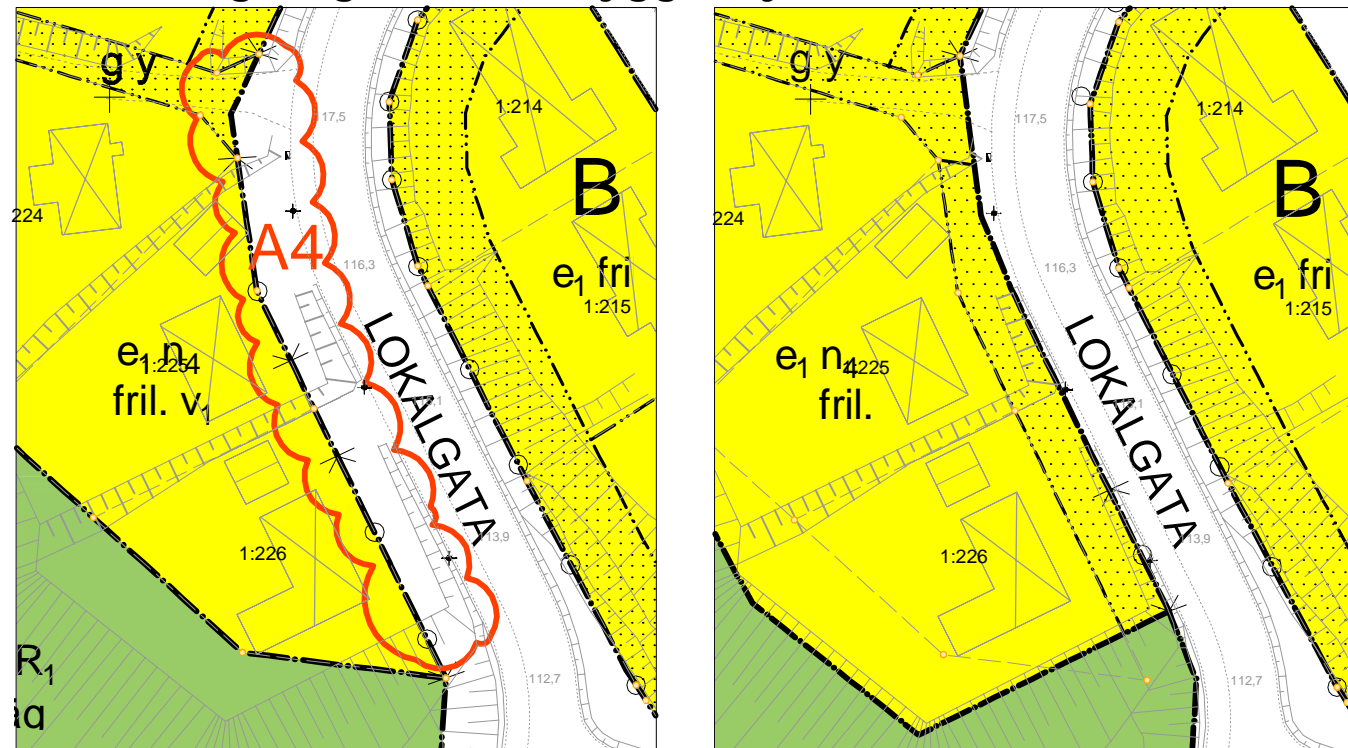 g y
117,5
1:214
B
224
A4
116,3
e1 fri
1:215
LOKALGATA
e1 n4
1:225
fril. v1
1:226
113,9
R1
112,7
g y
117,5
1:214
B
224
116,3
e1 fri
1:215
LOKALGATA
e1 n4
1:225
fril.
1:226
113,9
112,7